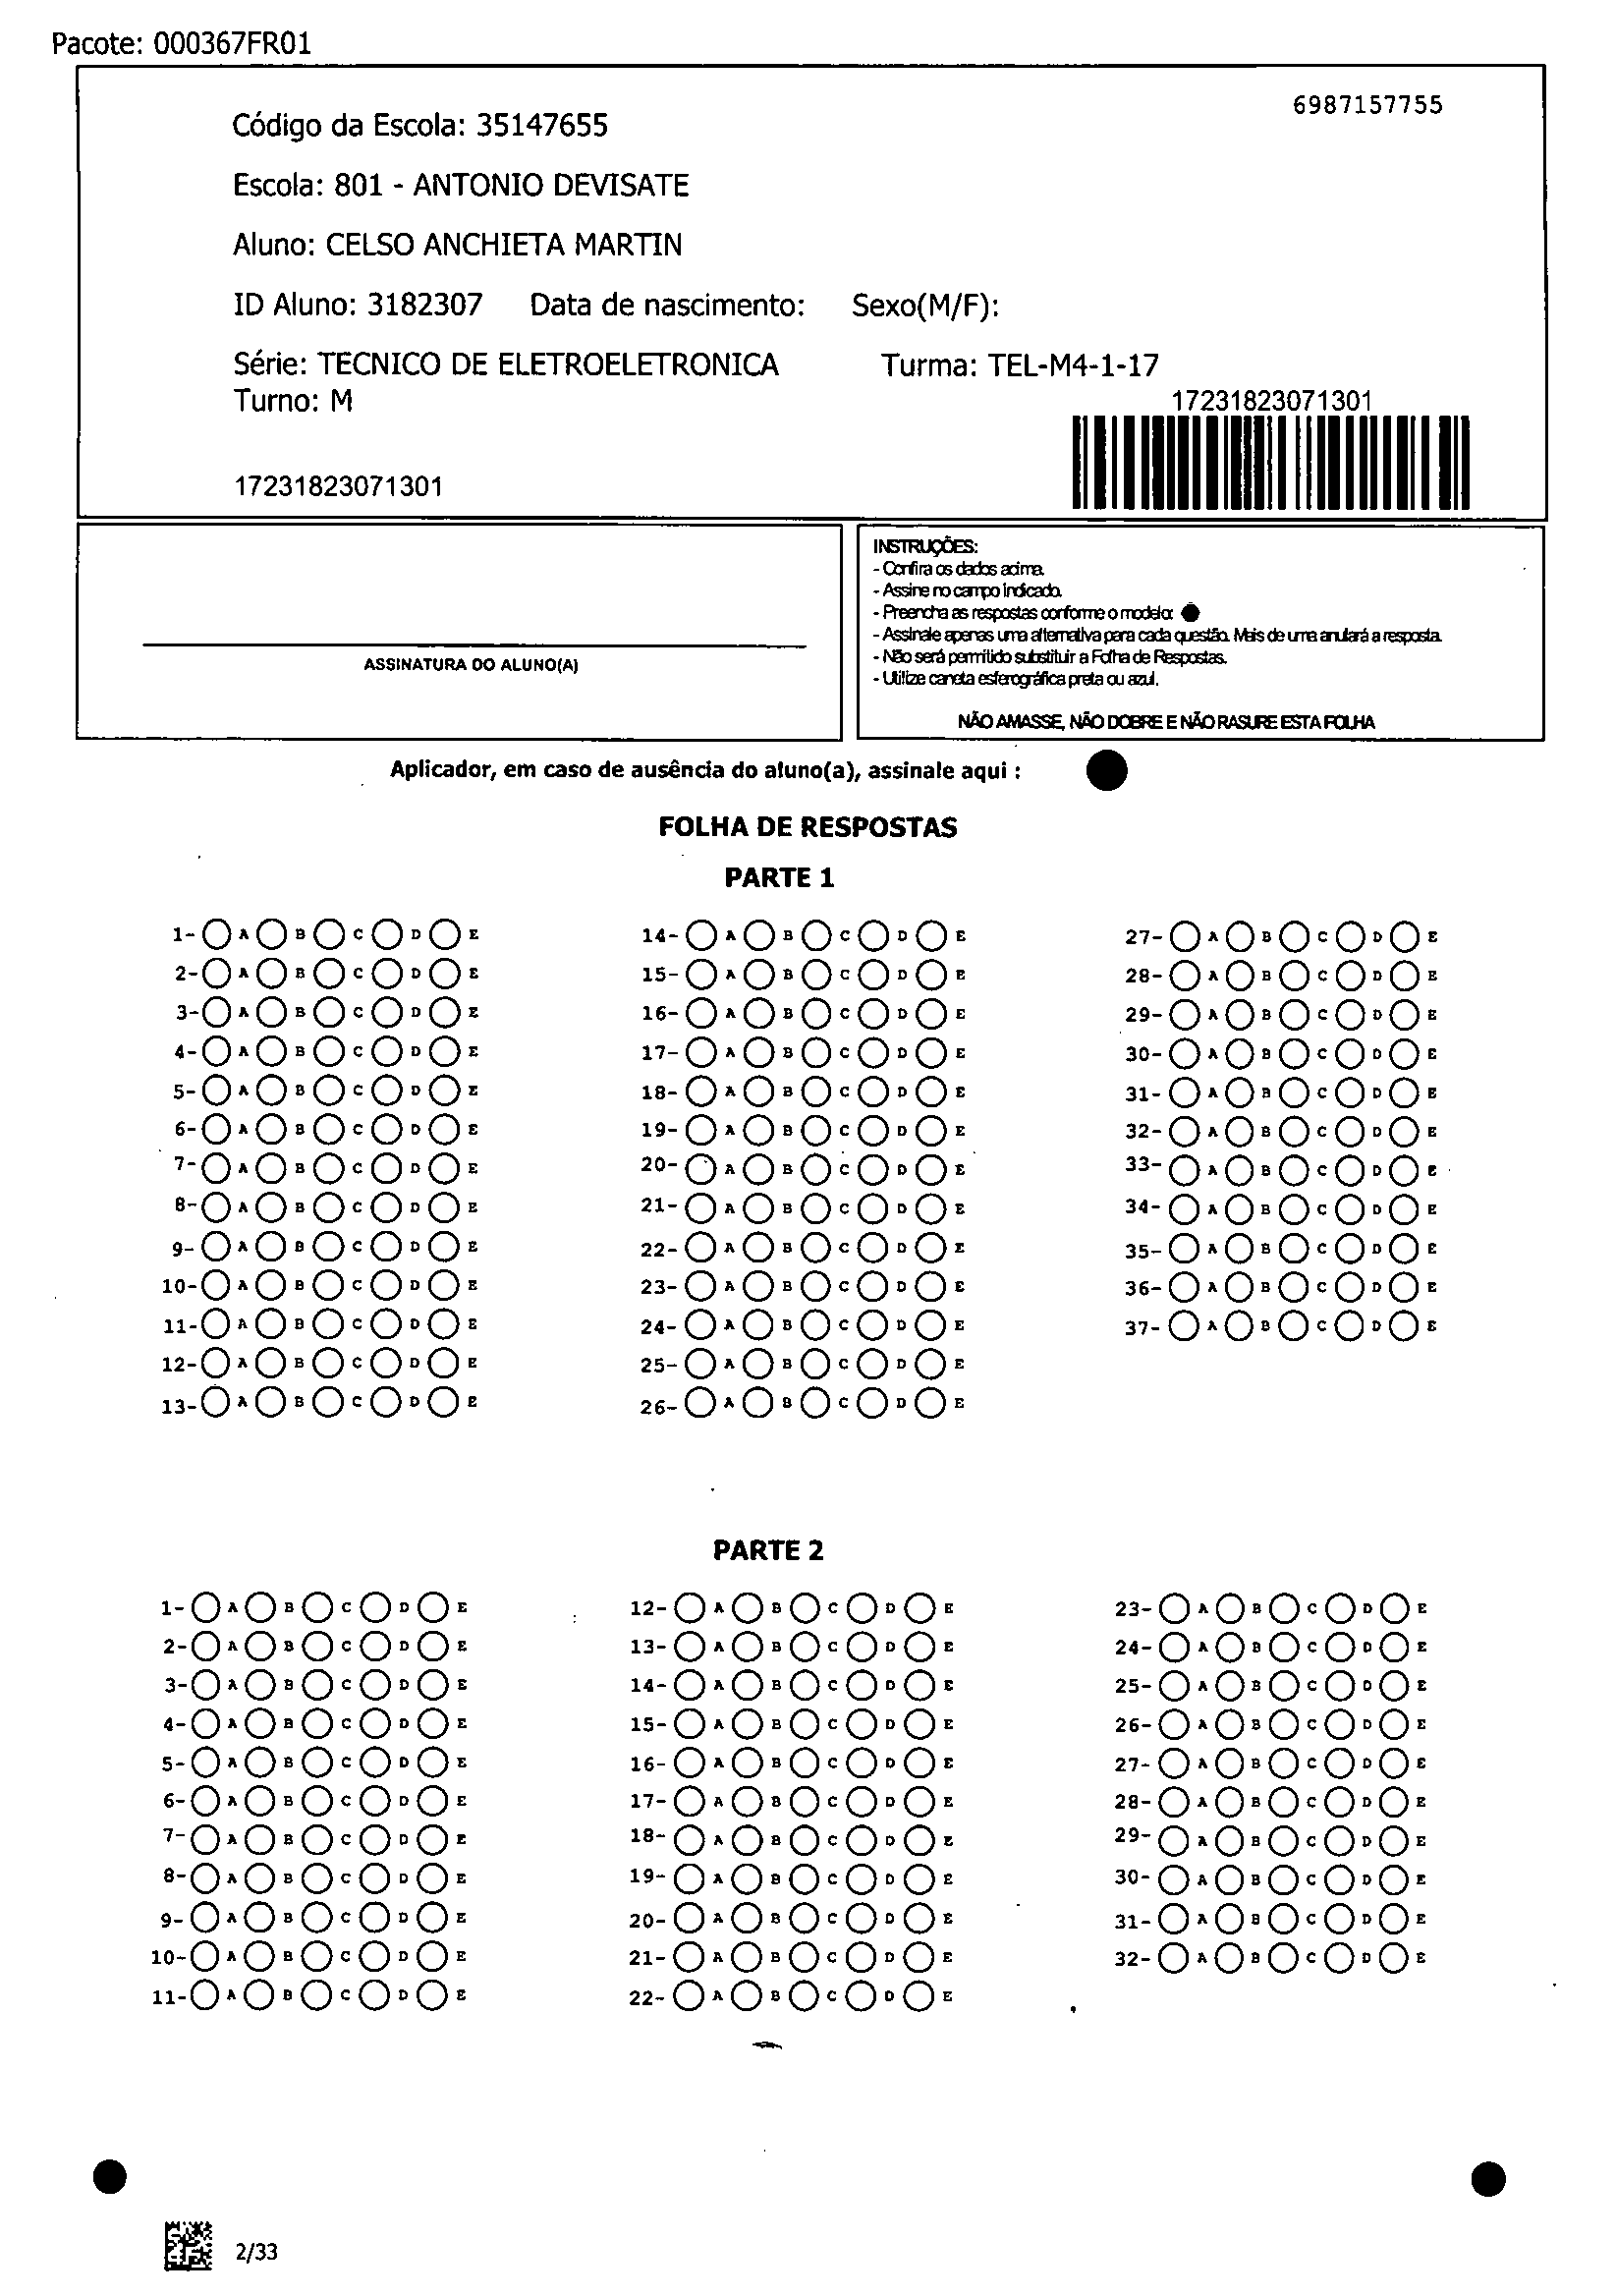 Pacote: 000367FR01
6987157755
Código da Escola: 35147655
Escola: 801 - ANTONIO DEVISATE
Aluno: CELSO ANCHIETA MARTIN
ID Aluno: 3182307 Data de nascimento: Sexo(M/F):
Série: TECNICO DE ELETROELETRONICA Turma: TEL-M4-1-17
Turno: M
17231823071301
17231823071301
ASSINATURA DO ALUNO(A)
INSTRUÇÕES:
- Confira os dados acima.
- Assine no campo indicado.
- Preencha as respostas conforme o modelo:
- Assinale apenas uma alternativa para cada questão. Mais de uma anulará a resposta.
- Não será permitido substituir a Folha de Respostas.
- Utilize caneta esferográfica preta ou azul.
NÃO AMASSE, NÃO DOBRE E NÃO RASURE ESTA FOLHA
Aplicador, em caso de ausência do aluno(a), assinale aqui :
FOLHA DE RESPOSTAS
PARTE 1
1- A B C D E 14- A B C D E 27- A B C D E
2- A B C D E 15- A B C D E 28- A B C D E
3- A B C D E 16- A B C D E 29- A B C D E
4- A B C D E 17- A B C D E 30- A B C D E
5- A B C D E 18- A B C D E 31- A B C D E
6- A B C D E 19- A B C D E 32- A B C D E
7- A B C D E 20- A B C D E 33- A B C D E
8- A B C D E 21- A B C D E 34- A B C D E
9- A B C D E 22- A B C D E 35- A B C D E
10- A B C D E 23- A B C D E 36- A B C D E
11- A B C D E 24- A B C D E 37- A B C D E
12- A B C D E 25- A B C D E
13- A B C D E 26- A B C D E
PARTE 2
1- A B C D E 12- A B C D E 23- A B C D E
2- A B C D E 13- A B C D E 24- A B C D E
3- A B C D E 14- A B C D E 25- A B C D E
4- A B C D E 15- A B C D E 26- A B C D E
5- A B C D E 16- A B C D E 27- A B C D E
6- A B C D E 17- A B C D E 28- A B C D E
7- A B C D E 18- A B C D E 29- A B C D E
8- A B C D E 19- A B C D E 30- A B C D E
9- A B C D E 20- A B C D E 31- A B C D E
10- A B C D E 21- A B C D E 32- A B C D E
11- A B C D E 22- A B C D E
2/33